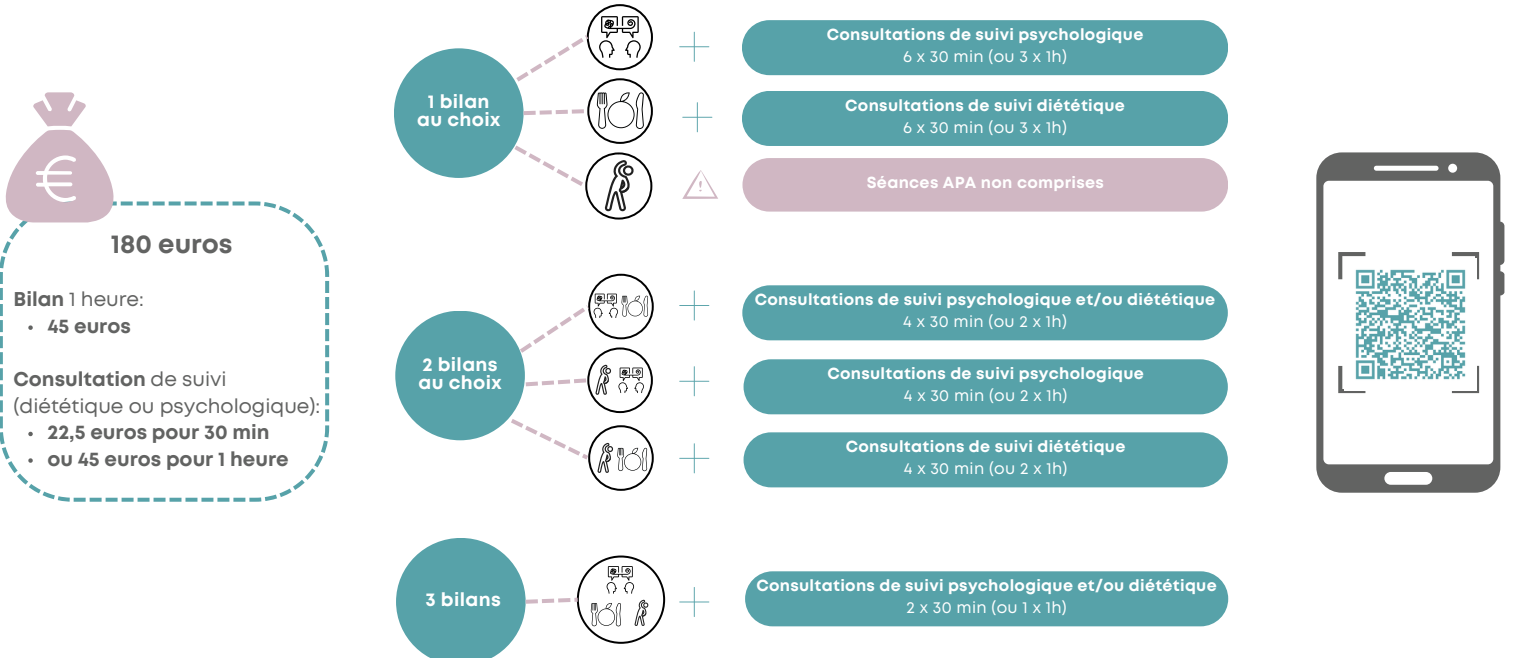 180 euros
Bilan 1 heure:
• 45 euros
Consultation de suivi
(diététique ou psychologique):
• 22,5 euros pour 30 min
• ou 45 euros pour 1 heure
1 bilan
au choix
Consultations de suivi psychologique
6 x 30 min (ou 3 x 1h)
Consultations de suivi diététique
6 x 30 min (ou 3 x 1h)
Séances APA non comprises
2 bilans
au choix
Consultations de suivi psychologique et/ou diététique
4 x 30 min (ou 2 x 1h)
Consultations de suivi psychologique
4 x 30 min (ou 2 x 1h)
Consultations de suivi diététique
4 x 30 min (ou 2 x 1h)
3 bilans
Consultations de suivi psychologique et/ou diététique
2 x 30 min (ou 1 x 1h)